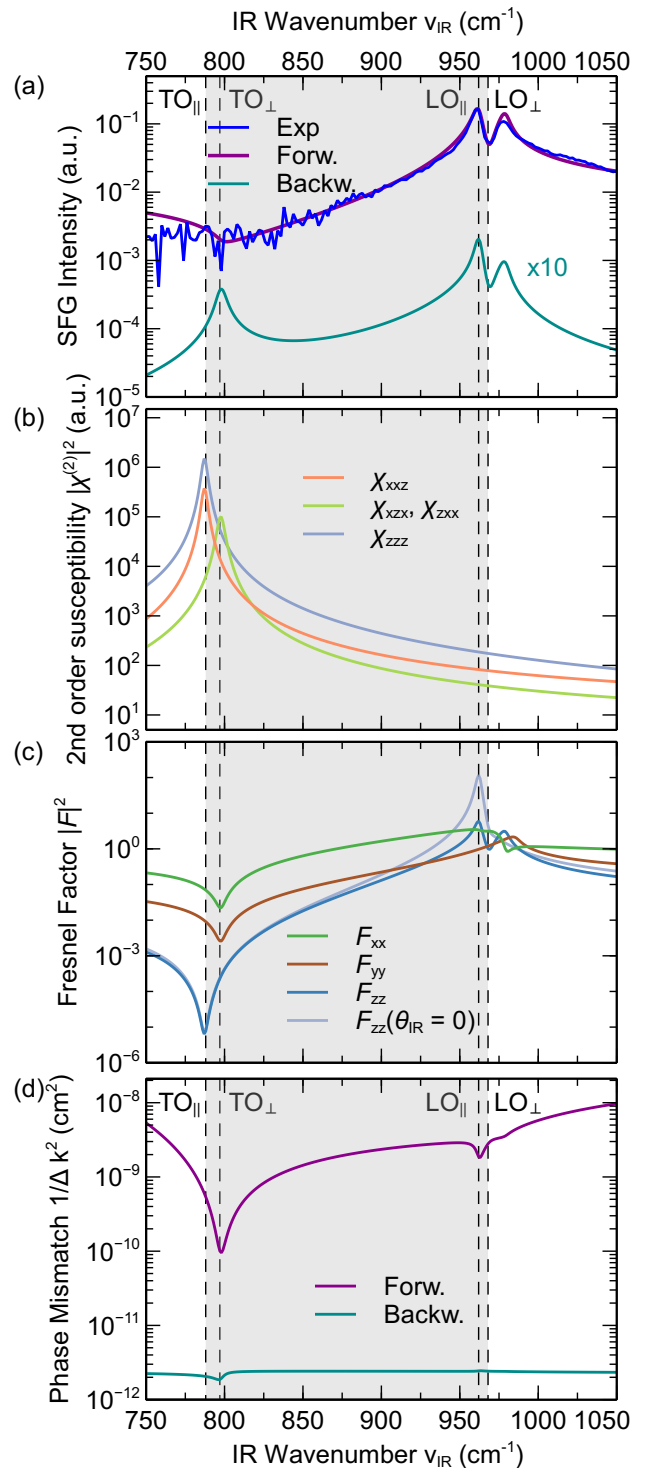 IR Wavenumber ν_IR (cm⁻¹)
750 800 850 900 950 1000 1050
(a)
TO∥ TO⊥ LO∥ LO⊥
SFG Intensity (a.u.)
10⁻¹
10⁻²
10⁻³
10⁻⁴
10⁻⁵
Exp
Forw.
Backw.
x10
(b)
2nd order susceptibility |χ⁽²⁾|² (a.u.)
10⁷
10⁶
10⁵
10⁴
10³
10²
10¹
χxxz
χxzx, χzxx
χzzz
(c)
Fresnel Factor |F|²
10³
10⁰
10⁻³
10⁻⁶
Fxx
Fyy
Fzz
Fzz(θIR = 0)
(d)
TO∥ TO⊥ LO∥ LO⊥
Phase Mismatch 1/Δ k² (cm²)
10⁻⁸
10⁻⁹
10⁻¹⁰
10⁻¹¹
10⁻¹²
Forw.
Backw.
750 800 850 900 950 1000 1050
IR Wavenumber ν_IR (cm⁻¹)